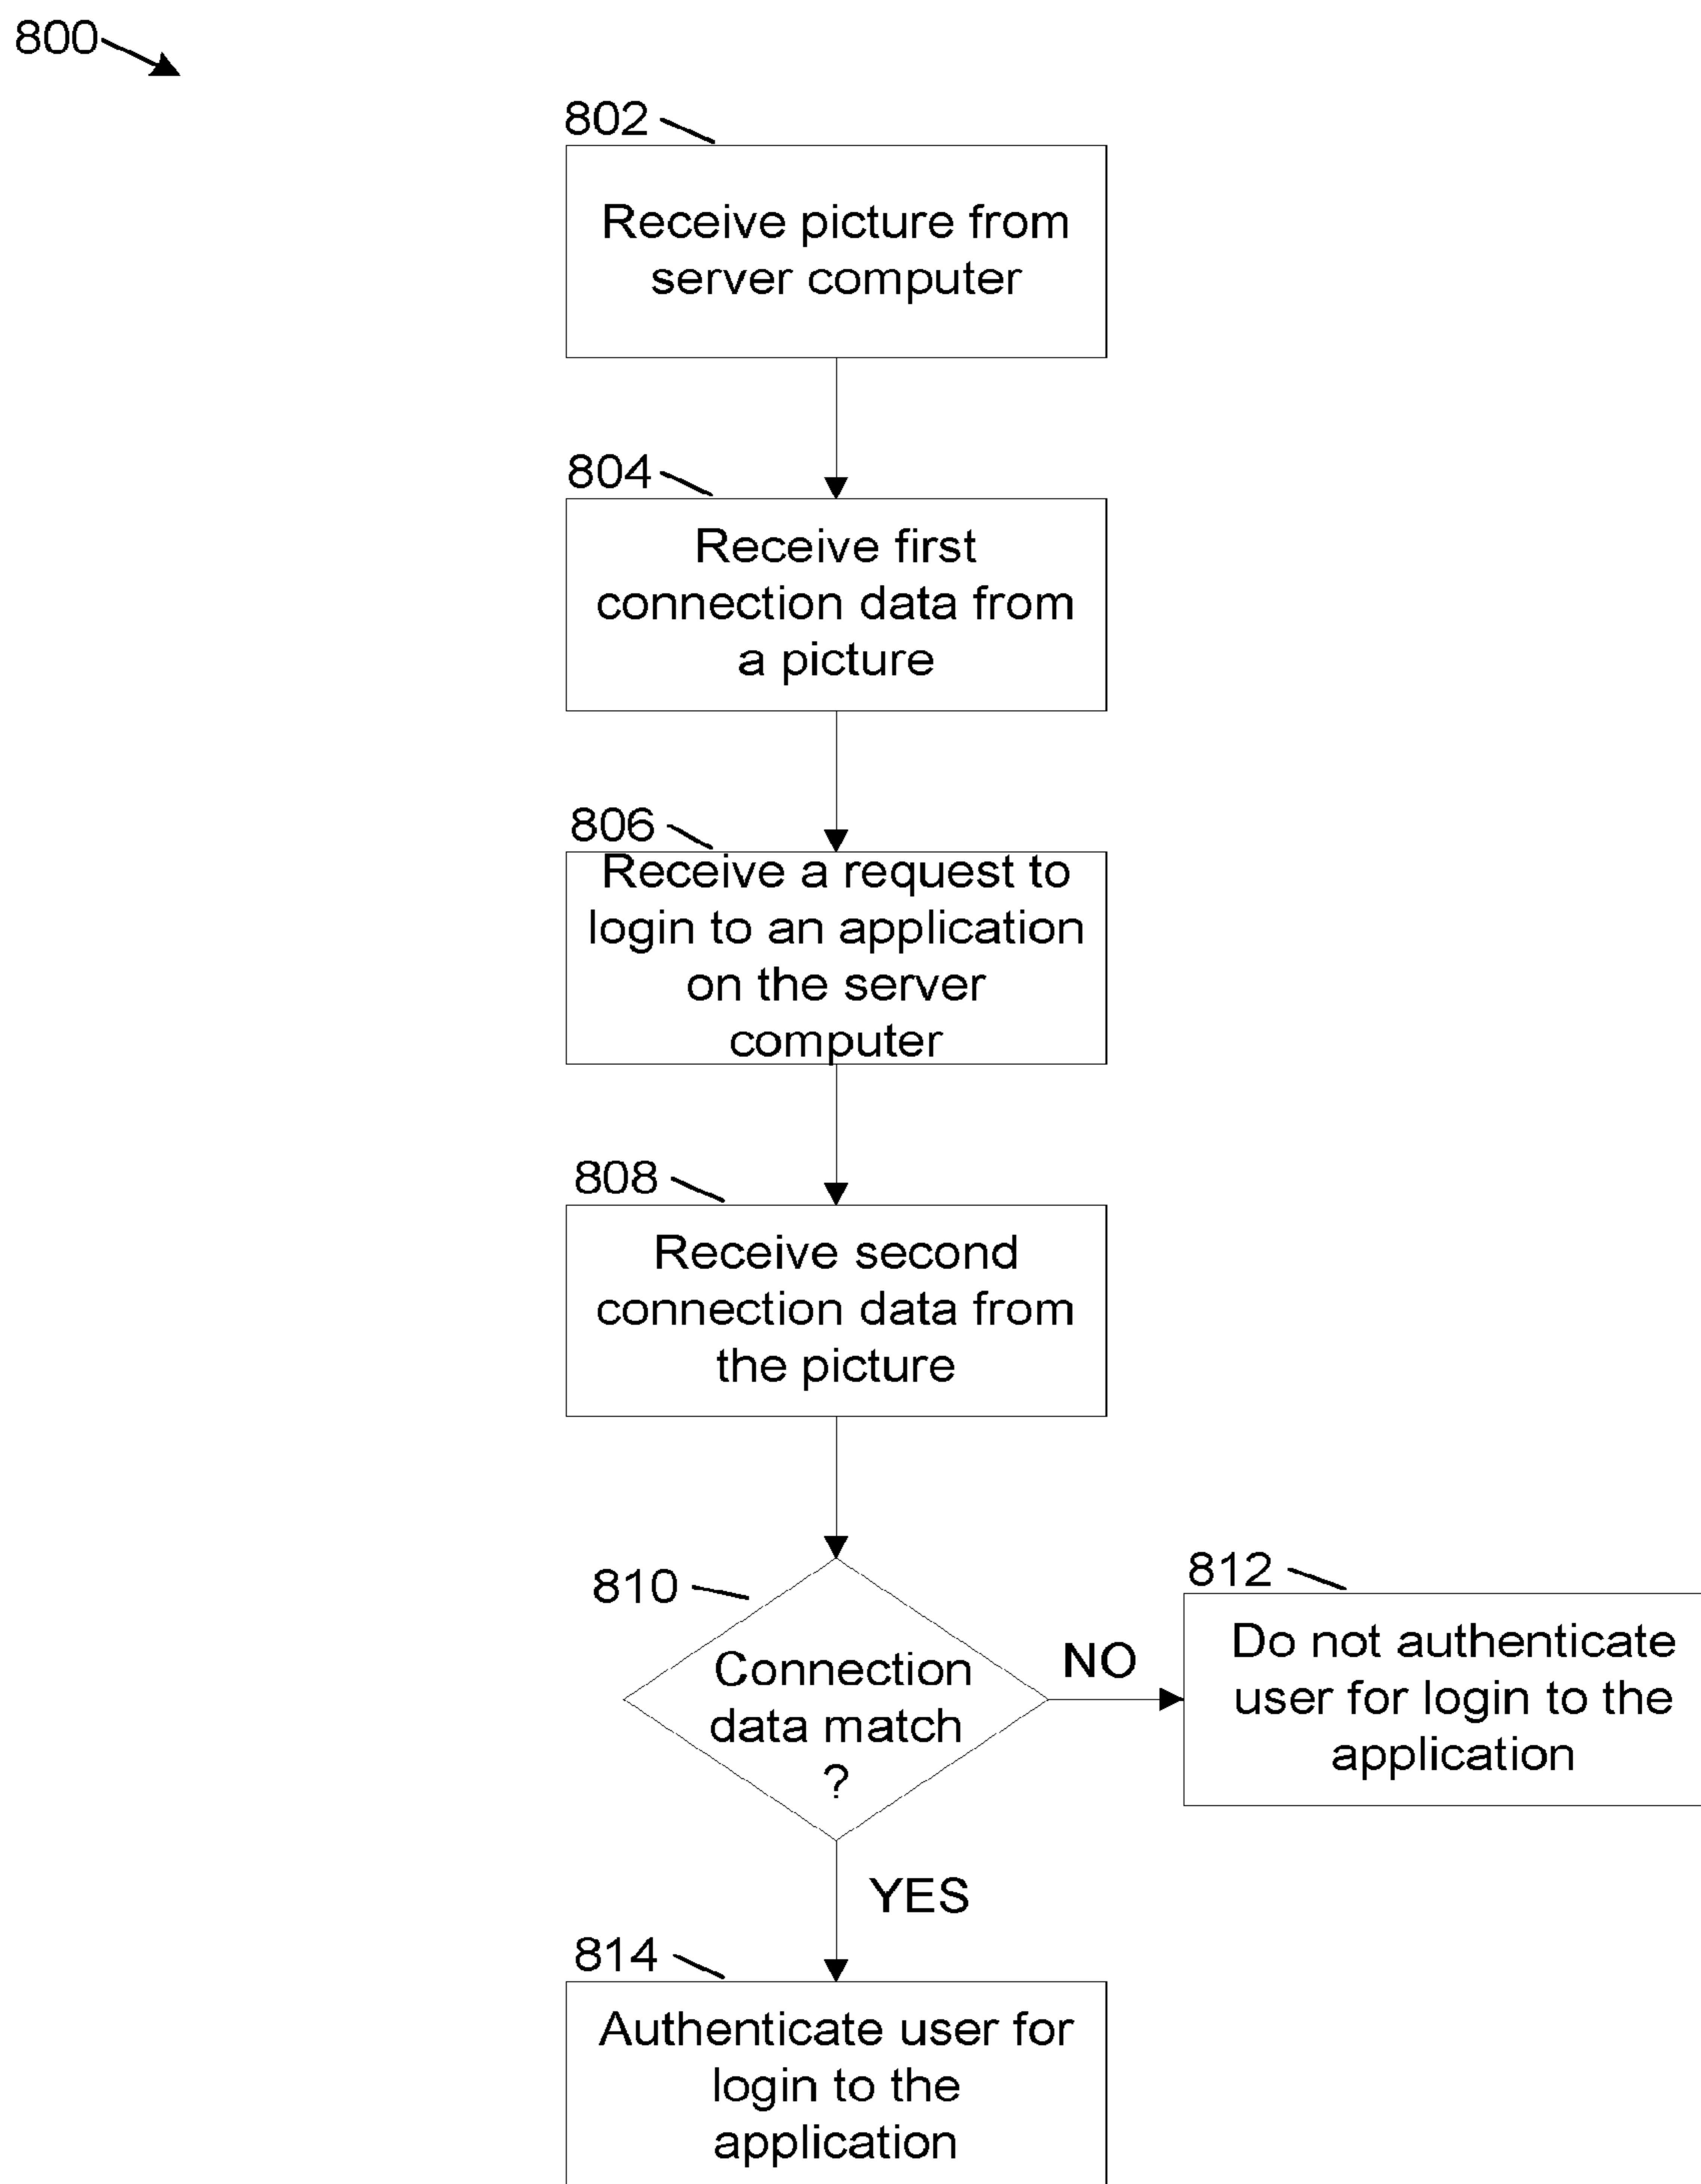 800
802
Receive picture from
server computer
804
Receive first
connection data from
a picture
806
Receive a request to
login to an application
on the server
computer
808
Receive second
connection data from
the picture
810
Connection
data match
?
NO
812
Do not authenticate
user for login to the
application
YES
814
Authenticate user for
login to the
application